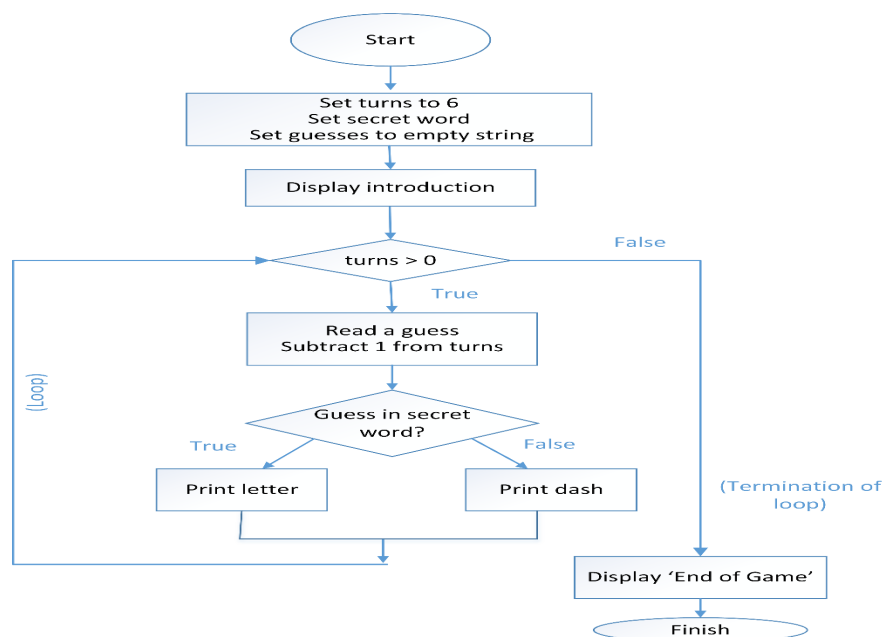 Start
Set turns to 6
Set secret word
Set guesses to empty string
Display introduction
turns > 0
False
True
Read a guess
Subtract 1 from turns
(Loop)
Guess in secret
word?
True
False
Print letter
Print dash
(Termination of
loop)
Display ‘End of Game’
Finish